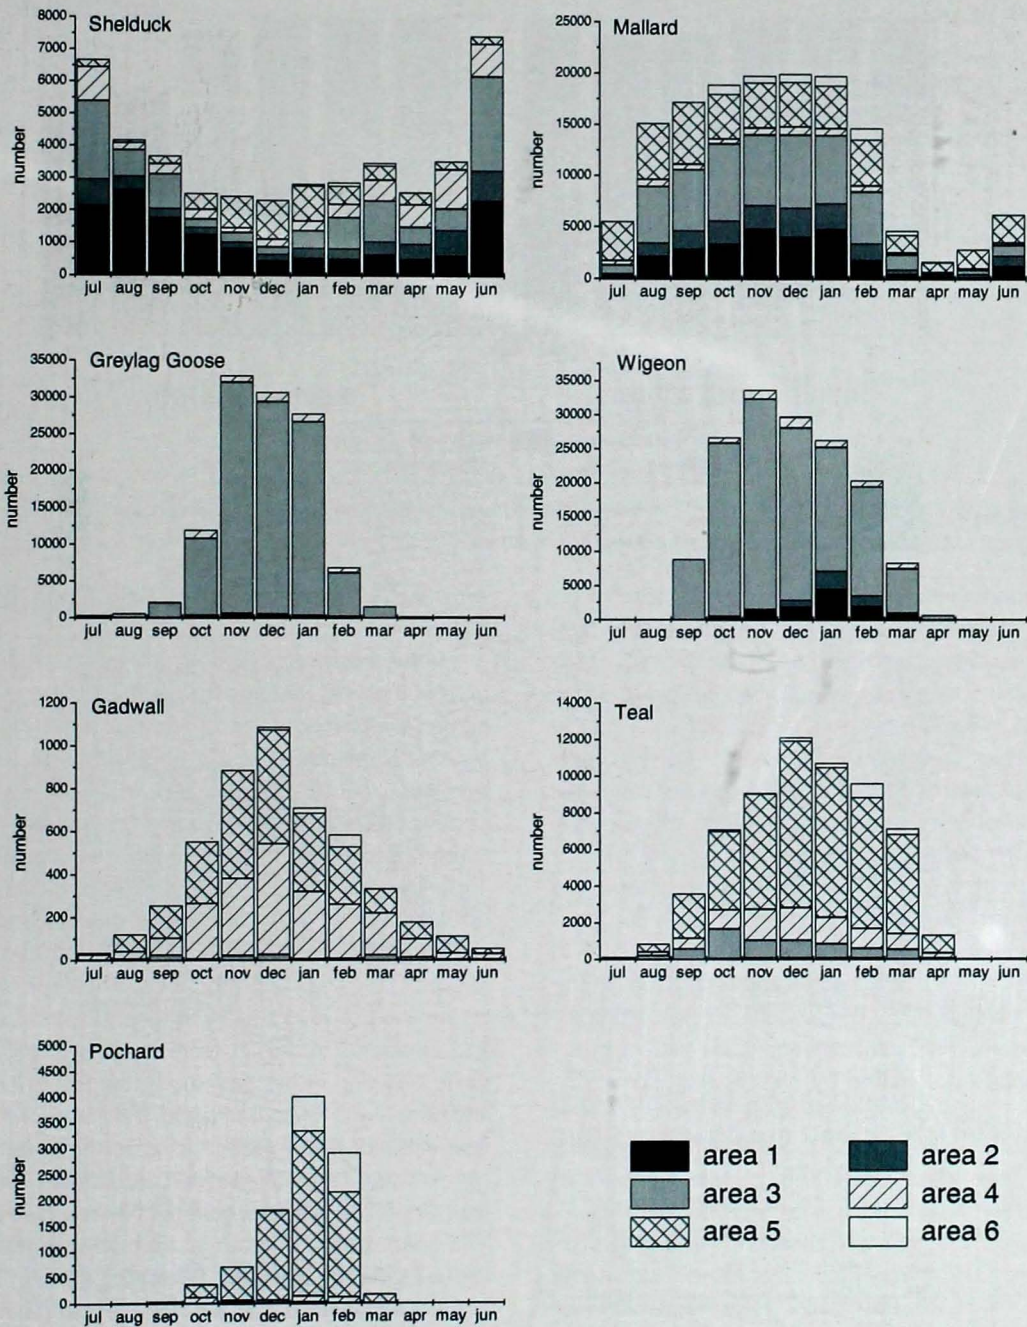 Shelduck
8000
7000
6000
5000
4000
3000
2000
1000
0
number
jul aug sep oct nov dec jan feb mar apr may jun
Mallard
25000
20000
15000
10000
5000
0
number
jul aug sep oct nov dec jan feb mar apr may jun
Greylag Goose
35000
30000
25000
20000
15000
10000
5000
0
number
jul aug sep oct nov dec jan feb mar apr may jun
Wigeon
35000
30000
25000
20000
15000
10000
5000
0
number
jul aug sep oct nov dec jan feb mar apr may jun
Gadwall
1200
1000
800
600
400
200
0
number
jul aug sep oct nov dec jan feb mar apr may jun
Teal
14000
12000
10000
8000
6000
4000
2000
0
number
jul aug sep oct nov dec jan feb mar apr may jun
Pochard
5000
4500
4000
3500
3000
2500
2000
1500
1000
500
0
number
jul aug sep oct nov dec jan feb mar apr may jun
area 1 area 2
area 3 area 4
area 5 area 6